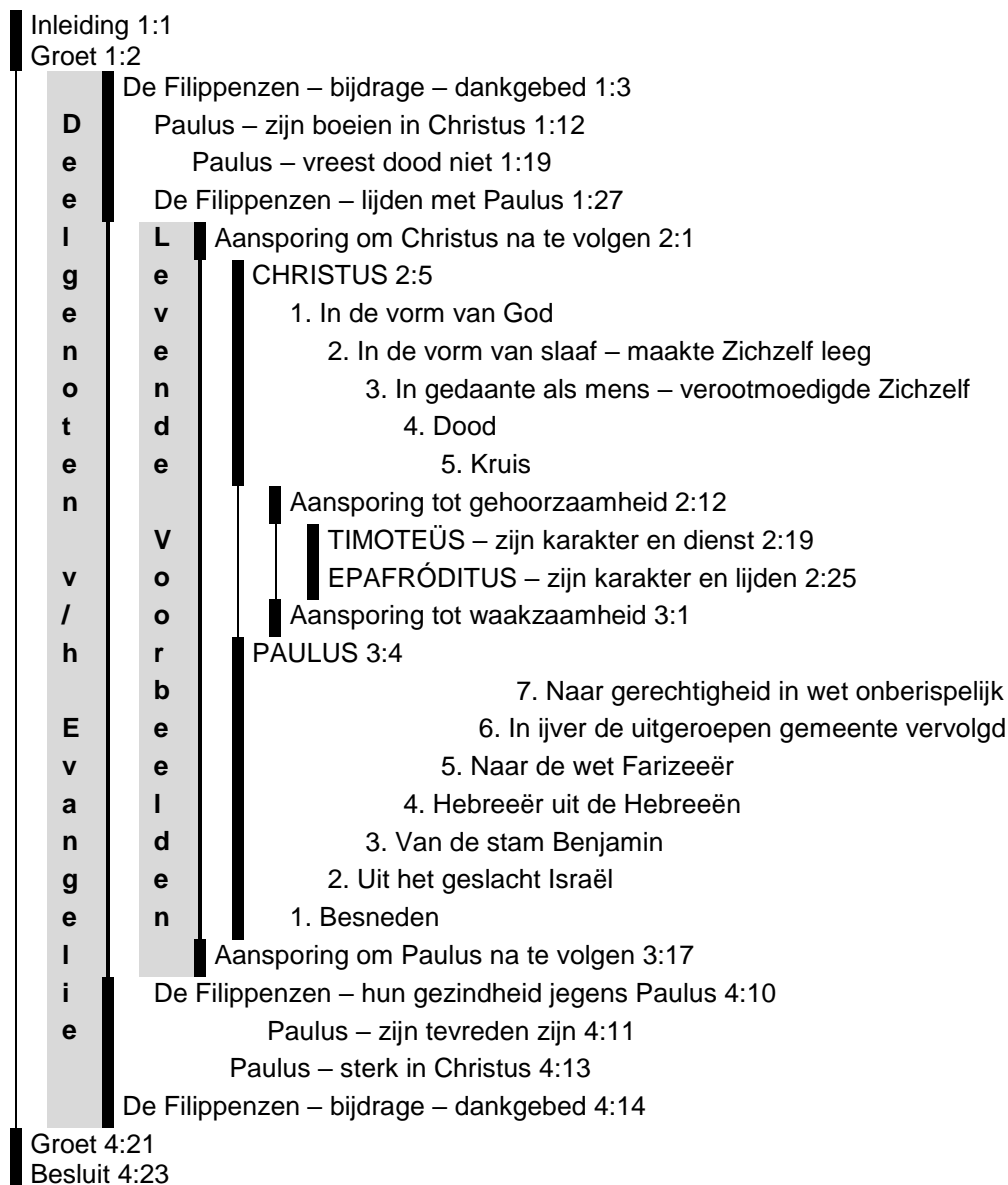 Inleiding 1:1
Groet 1:2
De Filippenzen – bijdrage – dankgebed 1:3
Paulus – zijn boeien in Christus 1:12
Paulus – vreest dood niet 1:19
De Filippenzen – lijden met Paulus 1:27
Deelgenoten v/h Evangelie
Levende Voorbeelden
Aansporing om Christus na te volgen 2:1
CHRISTUS 2:5
1. In de vorm van God
2. In de vorm van slaaf – maakte Zichzelf leeg
3. In gedaante als mens – verootmoedigde Zichzelf
4. Dood
5. Kruis
Aansporing tot gehoorzaamheid 2:12
TIMOTEÜS – zijn karakter en dienst 2:19
EPAFRÓDITUS – zijn karakter en lijden 2:25
Aansporing tot waakzaamheid 3:1
PAULUS 3:4
7. Naar gerechtigheid in wet onberispelijk
6. In ijver de uitgeroepen gemeente vervolgd
5. Naar de wet Farizeeër
4. Hebreeër uit de Hebreeën
3. Van de stam Benjamin
2. Uit het geslacht Israël
1. Besneden
Aansporing om Paulus na te volgen 3:17
De Filippenzen – hun gezindheid jegens Paulus 4:10
Paulus – zijn tevreden zijn 4:11
Paulus – sterk in Christus 4:13
De Filippenzen – bijdrage – dankgebed 4:14
Groet 4:21
Besluit 4:23